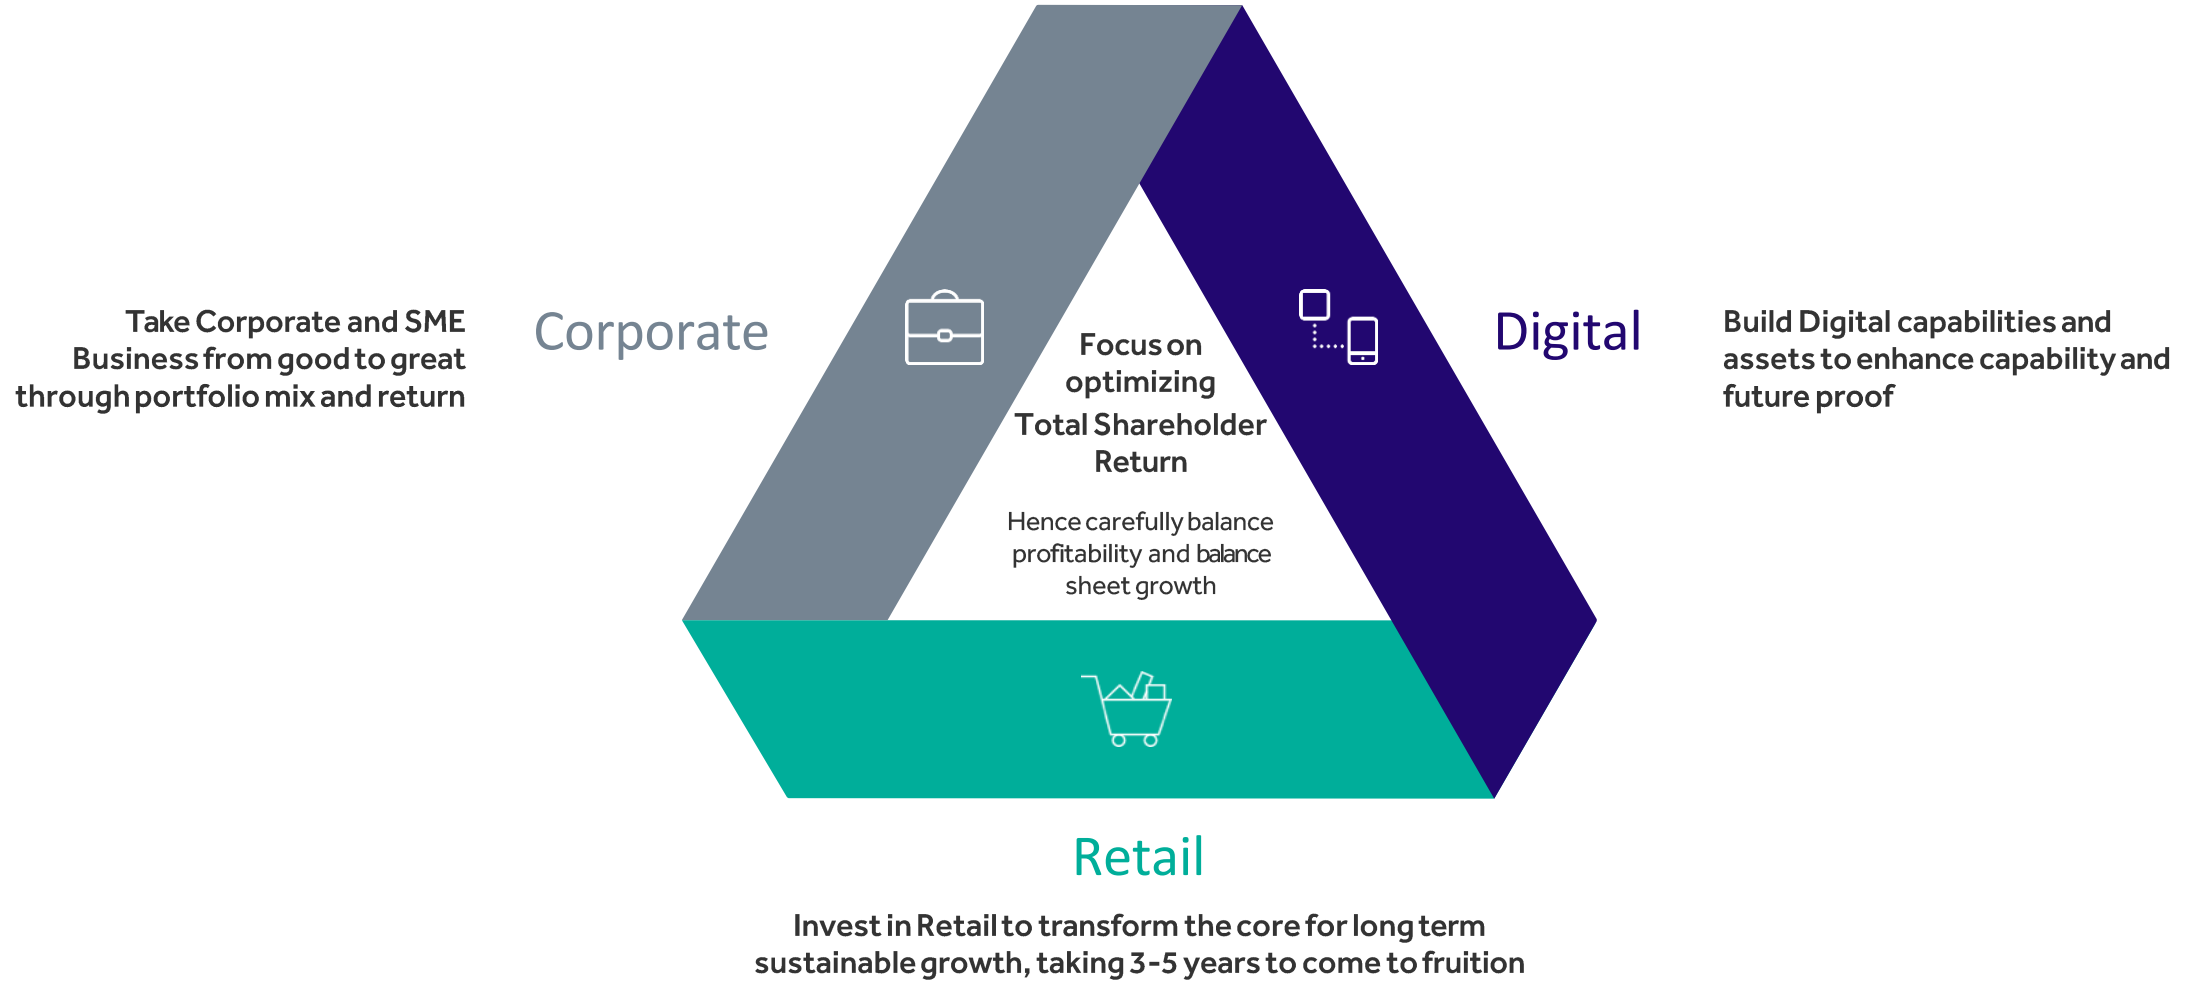 Take Corporate and SME
Business from good to great
through portfolio mix and return
Corporate
Focus on
optimizing
Total Shareholder
Return
Hence carefully balance
profitability and balance
sheet growth
Digital
Build Digital capabilities and
assets to enhance capability and
future proof
Retail
Invest in Retail to transform the core for long term
sustainable growth, taking 3-5 years to come to fruition